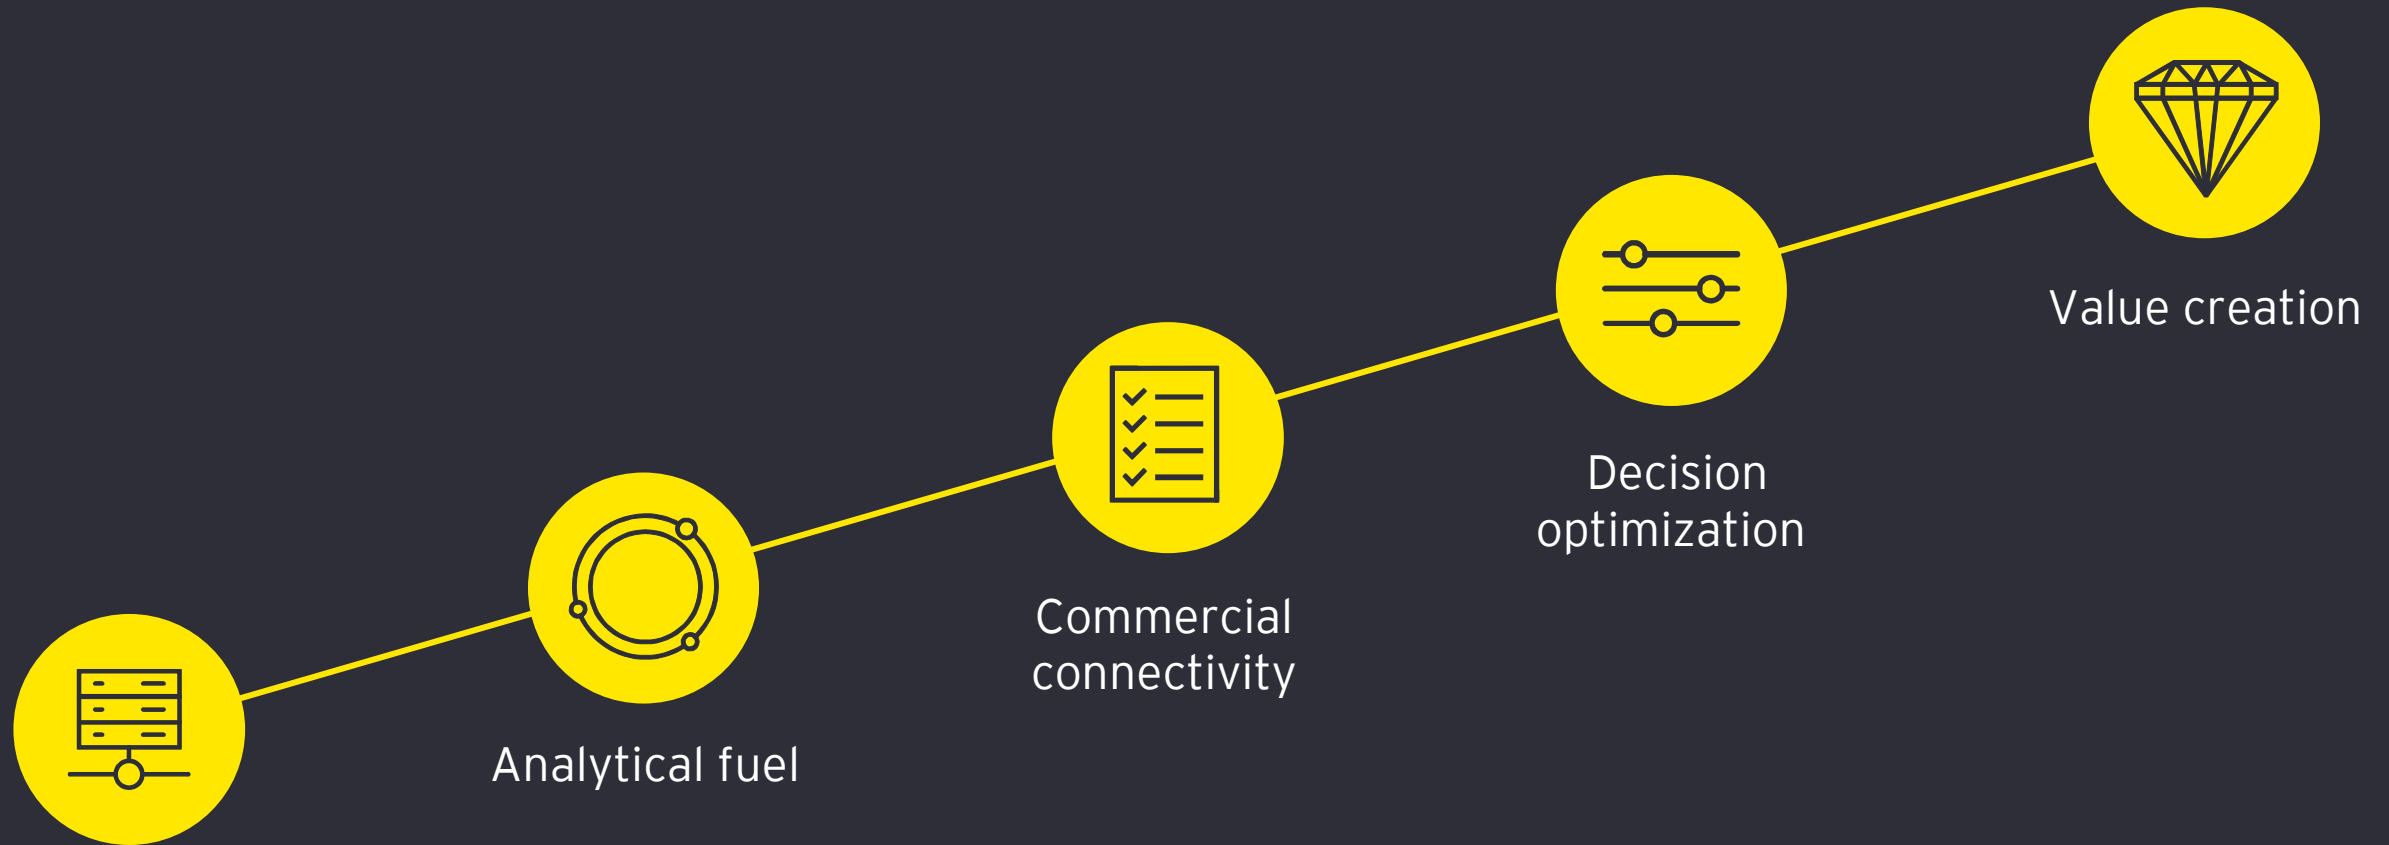 Value creation
Decision
optimization
Commercial
connectivity
Analytical fuel